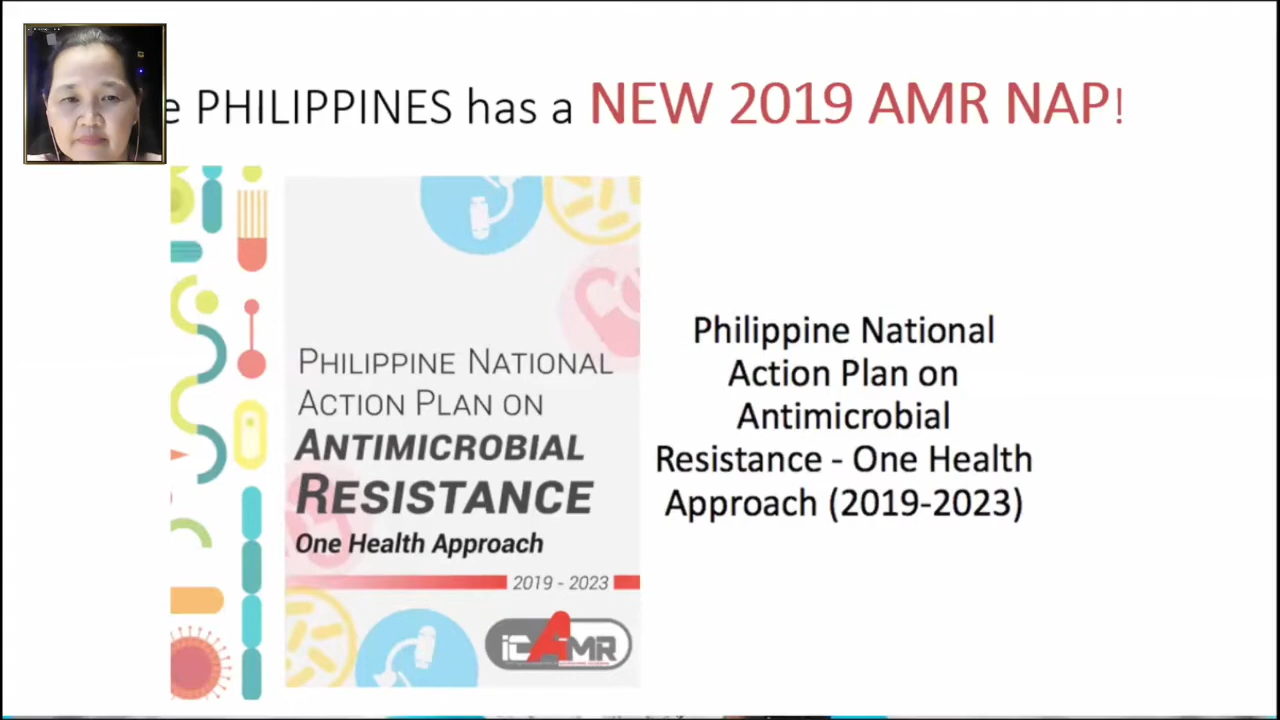 e PHILIPPINES has a NEW 2019 AMR NAP!
PHILIPPINE NATIONAL
ACTION PLAN ON
ANTIMICROBIAL
RESISTANCE
One Health Approach
2019 - 2023
iCAMR
Philippine National
Action Plan on
Antimicrobial
Resistance - One Health
Approach (2019-2023)